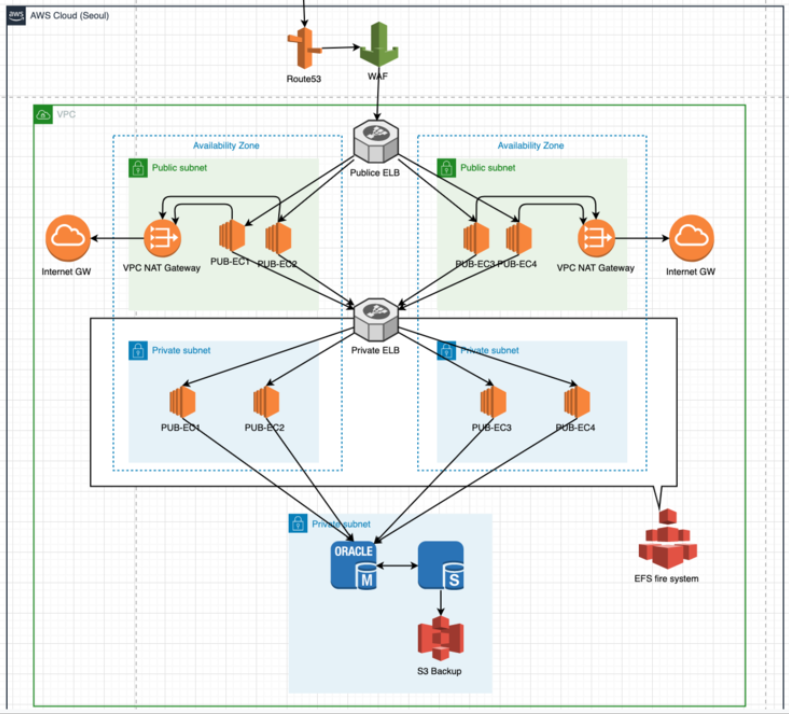 aws
AWS Cloud (Seoul)
Route53
WAF
VPC
Availability Zone
Availability Zone
Public subnet
Publice ELB
Public subnet
Internet GW
VPC NAT Gateway
PUB-EC1
PUB-EC2
PUB-EC3
PUB-EC4
VPC NAT Gateway
Internet GW
Private subnet
Private ELB
Private subnet
PUB-EC1
PUB-EC2
PUB-EC3
PUB-EC4
Private subnet
ORACLE
M
S
EFS fire system
S3 Backup